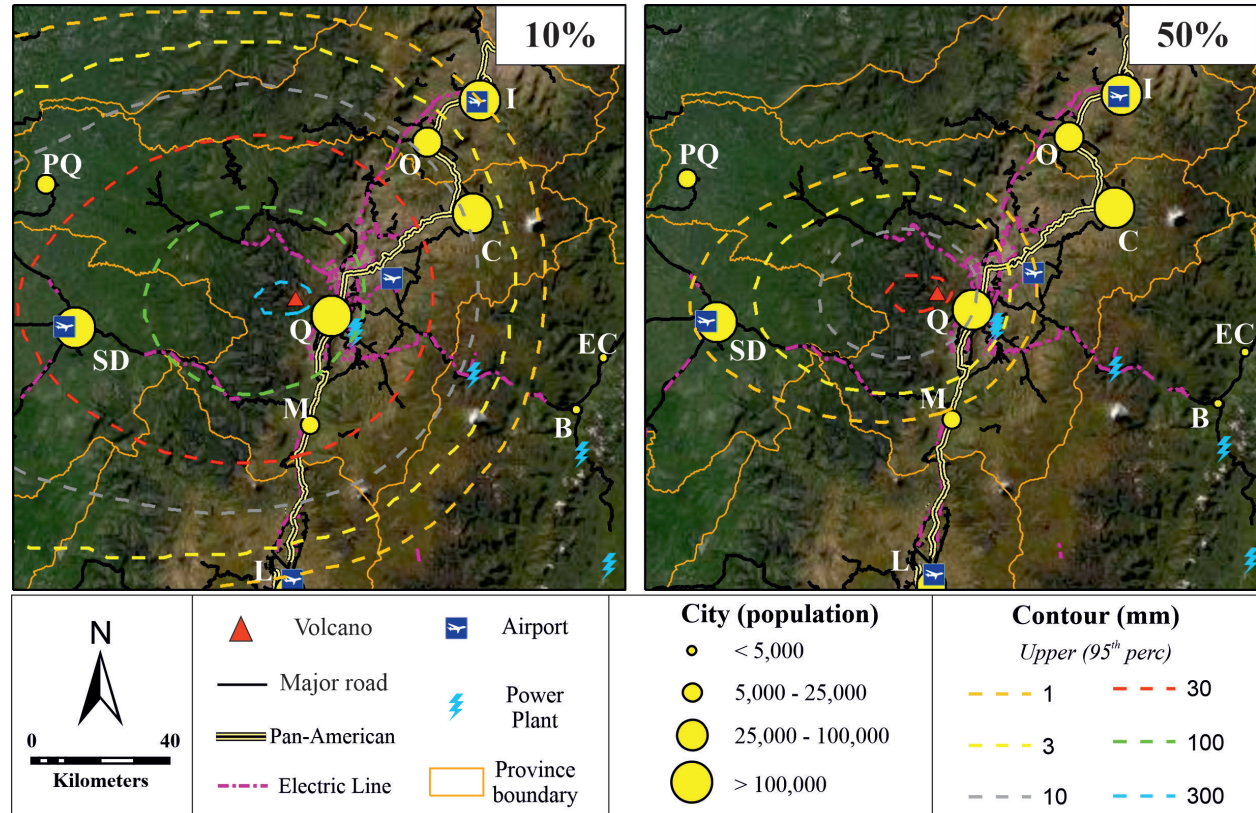 10%
I
O
PQ
C
Q
SD
EC
M
B
L
50%
I
O
PQ
C
Q
SD
EC
M
B
L
N
0 40
Kilometers
Volcano
Major road
Pan-American
Electric Line
Airport
Power
Plant
Province
boundary
City (population)
< 5,000
5,000 - 25,000
25,000 - 100,000
> 100,000
Contour (mm)
Upper (95th perc)
1
3
10
30
100
300